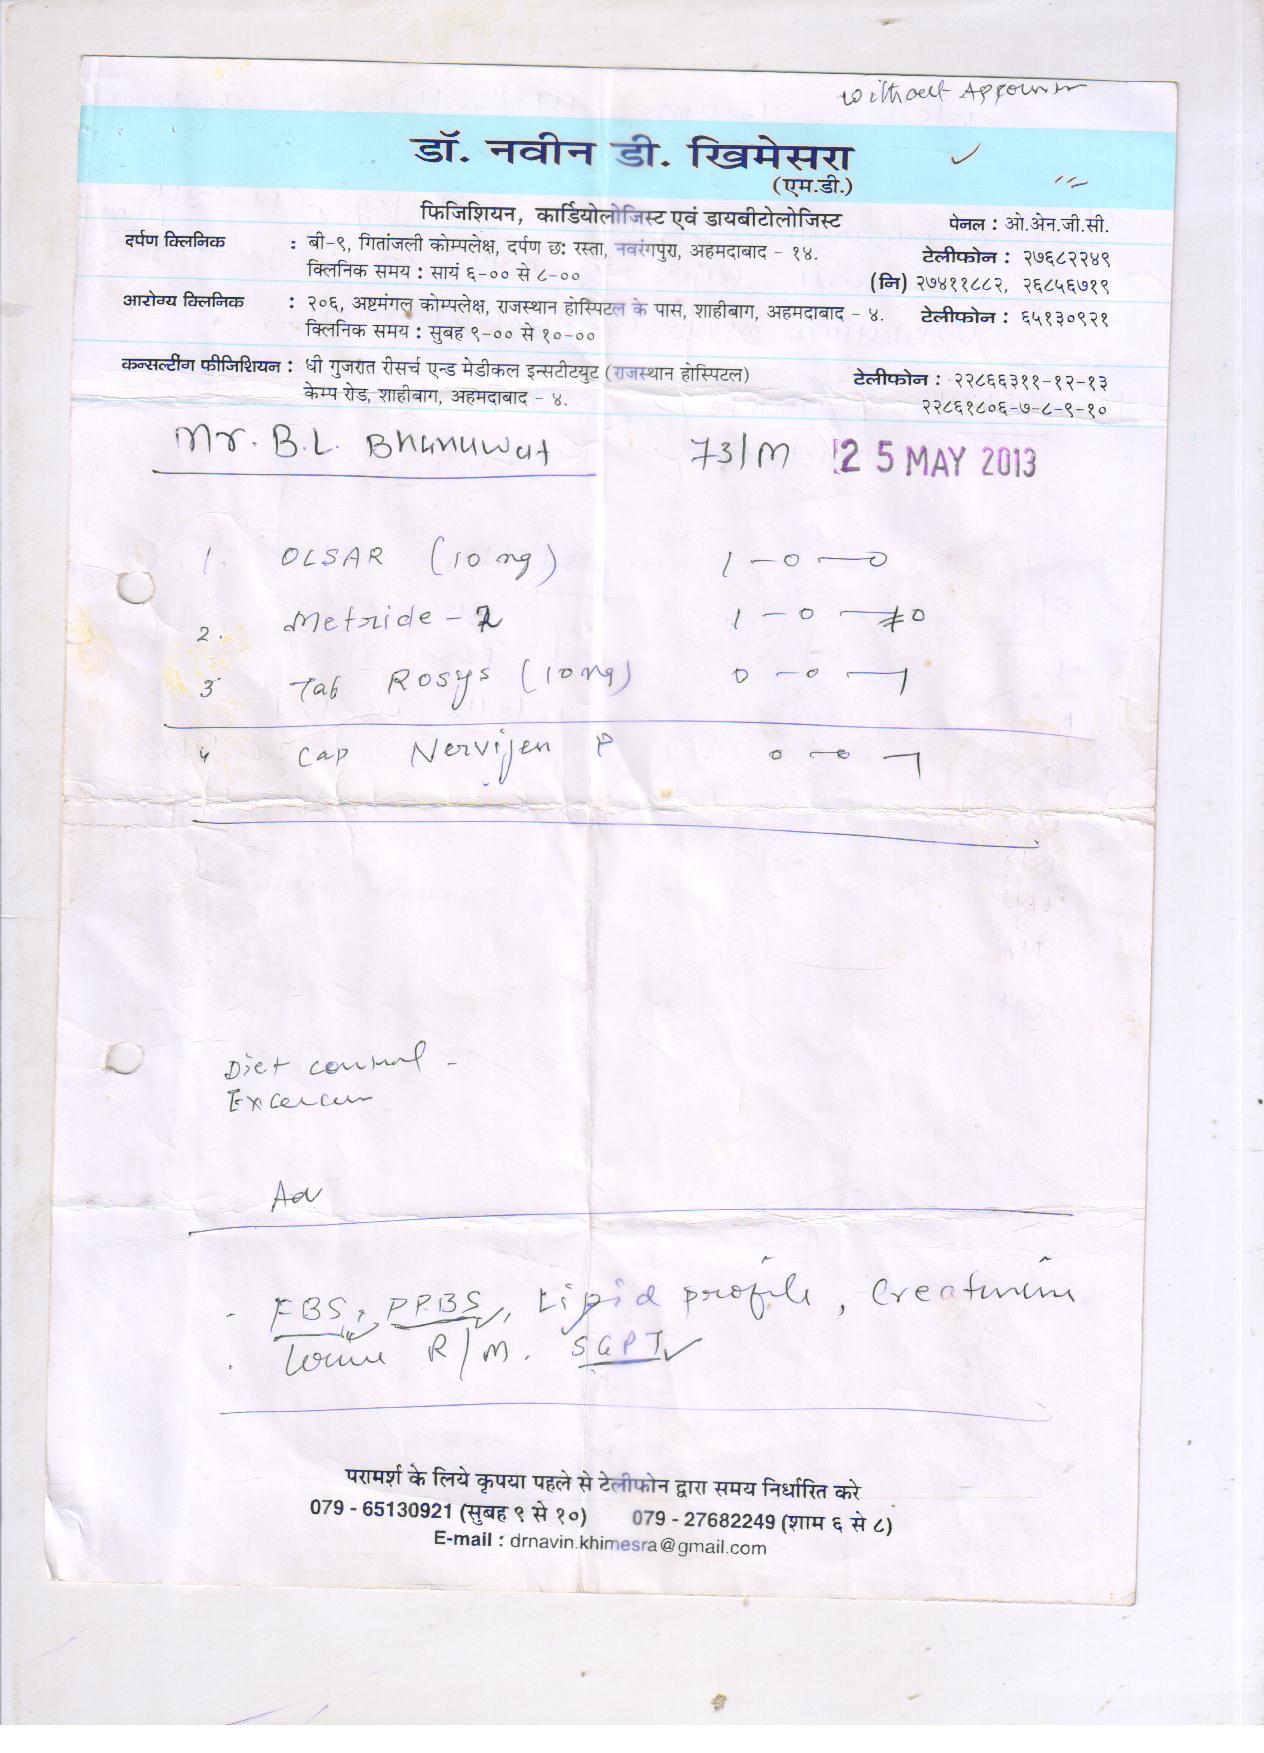 without Appointm
डॉ. नवीन डी. खिमेसरा
(एम.डी.)
फिजिशियन, कार्डियोलोजिस्ट एवं डायबीटोलोजिस्ट
पेनल : ओ.अेन.जी.सी.
दर्पण क्लिनिक : बी-९, गितांजली कोम्पलेक्ष, दर्पण छः रस्ता, नवरंगपुरा, अहमदाबाद - १४. टेलीफोन : २७६८२२४९
क्लिनिक समय : सायं ६-०० से ८-०० (नि) २७४११८८२, २६८५६७१९
आरोग्य क्लिनिक : २०६, अष्टमंगल कोम्पलेक्ष, राजस्थान होस्पिटल के पास, शाहीबाग, अहमदाबाद - ४. टेलीफोन : ६५१३०९२१
क्लिनिक समय : सुबह ९-०० से १०-००
कन्सल्टींग फीजिशियन : धी गुजरात रीसर्च एन्ड मेडीकल इन्सटीटयुट (राजस्थान होस्पिटल) टेलीफोन : २२८६६३११-१२-१३
केम्प रोड, शाहीबाग, अहमदाबाद - ४. २२८६१८०६-७-८-९-१०
Mr. B.L. Bhanuwat 73/M 25 MAY 2013
1. OLSAR (10 mg) 1 - 0 - 0
2. Metride - 2 1 - 0 - 0
3 Tab ROSYS (10mg) 0 - 0 - 1
4 Cap Nervijen P 0 - 0 - 1
Diet control -
Adv
- FBS, PPBS, Lipid profile, Creatinine
. Urine R/M. SGPT
परामर्श के लिये कृपया पहले से टेलीफोन द्वारा समय निर्धारित करे
079 - 65130921 (सुबह ९ से १०) 079 - 27682249 (शाम ६ से ८)
E-mail : drnavin.khimesra@gmail.com